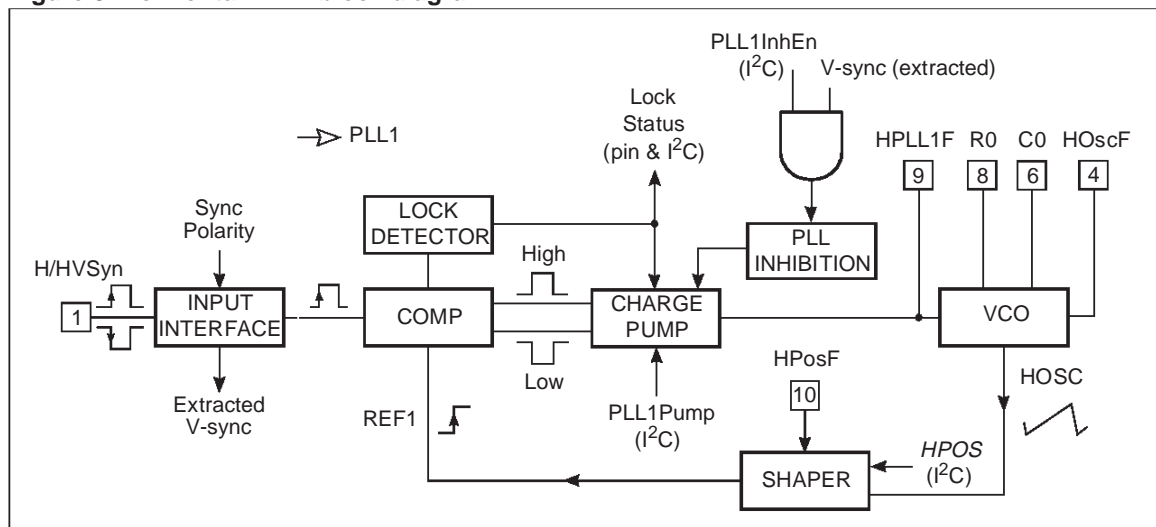 PLL1InhEn
(I²C)
V-sync (extracted)
Lock
Status
(pin & I²C)
PLL1
HPLL1F
R0
C0
HOscF
9
8
6
4
Sync
Polarity
LOCK
DETECTOR
PLL
INHIBITION
High
H/HVSyn
1
INPUT
INTERFACE
COMP
CHARGE
PUMP
VCO
Low
Extracted
V-sync
REF1
PLL1Pump
(I²C)
HPosF
10
HOSC
SHAPER
HPOS
(I²C)